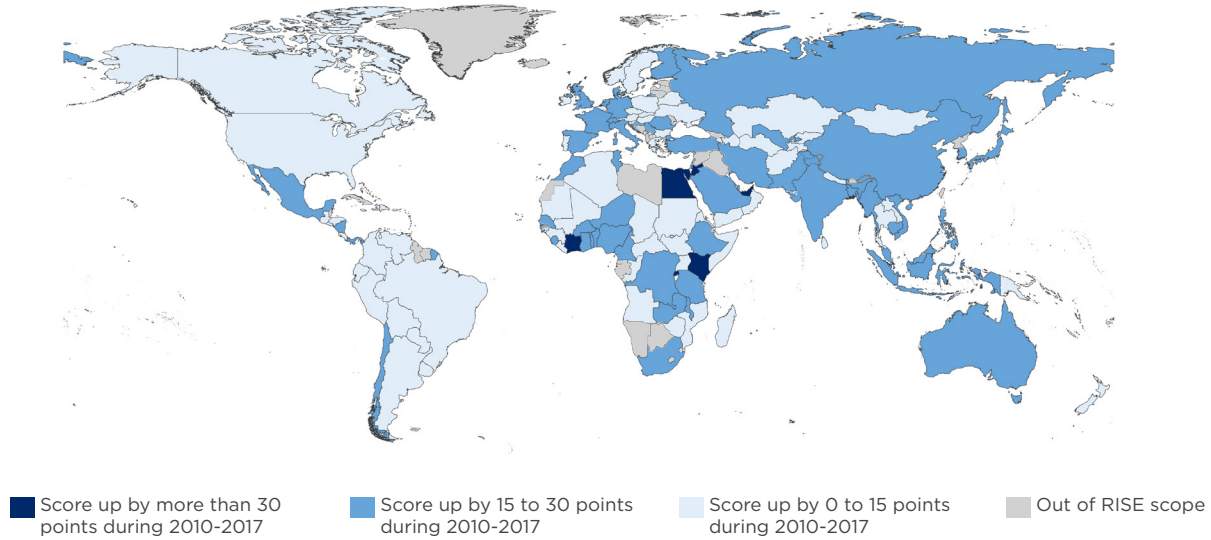 Score up by more than 30
points during 2010-2017
Score up by 15 to 30 points
during 2010-2017
Score up by 0 to 15 points
during 2010-2017
Out of RISE scope